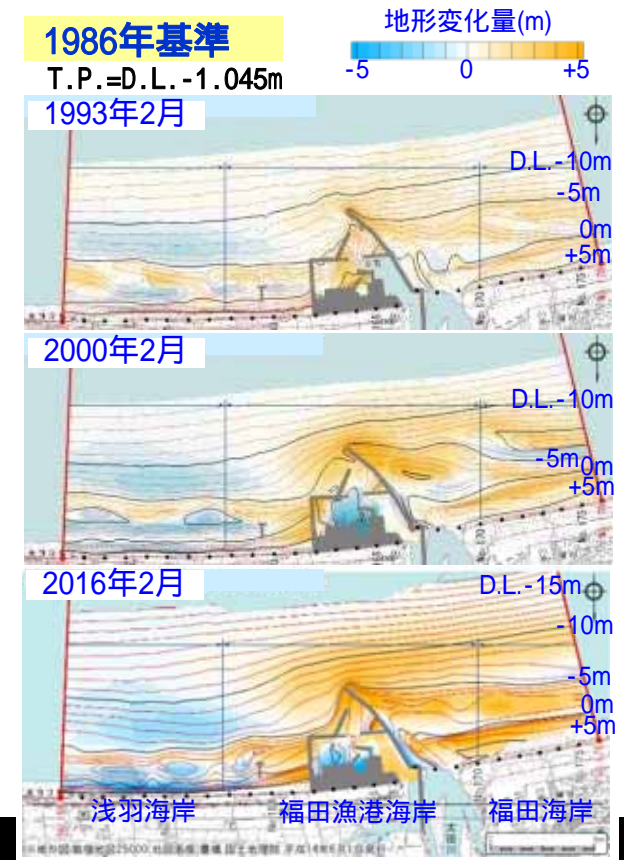 1986年基準
T.P.=D.L.-1.045m
地形変化量(m)
-5 0 +5
1993年2月
D.L.-10m
-5m
0m
+5m
2000年2月
D.L.-10m
-5m
0m
+5m
2016年2月
D.L.-15m
-10m
-5m
0m
+5m
浅羽海岸 福田漁港海岸 福田海岸